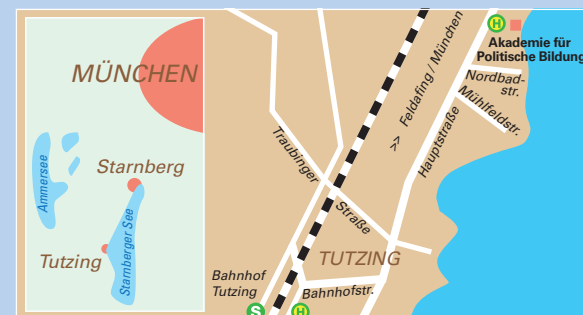 MÜNCHEN
Starnberg
Ammersee
Starnberger See
Tutzing
>> Feldafing / München
H
Akademie für
Politische Bildung
Nordbad-
str.
Mühlfeldstr.
Hauptstraße
Traubinger
Straße
TUTZING
Bahnhof
Tutzing
S
Bahnhofstr.
H